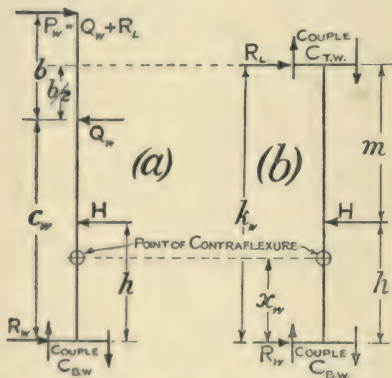 P_W = Q_W + R_L
b
b/2
Q_W
(a)
c_w
H
POINT OF CONTRAFLEXURE
h
R_W
COUPLE
C_B.W.
COUPLE
C_T.W.
R_L
(b)
m
k_w
H
x_w
h
R_W
COUPLE
C_B.W.